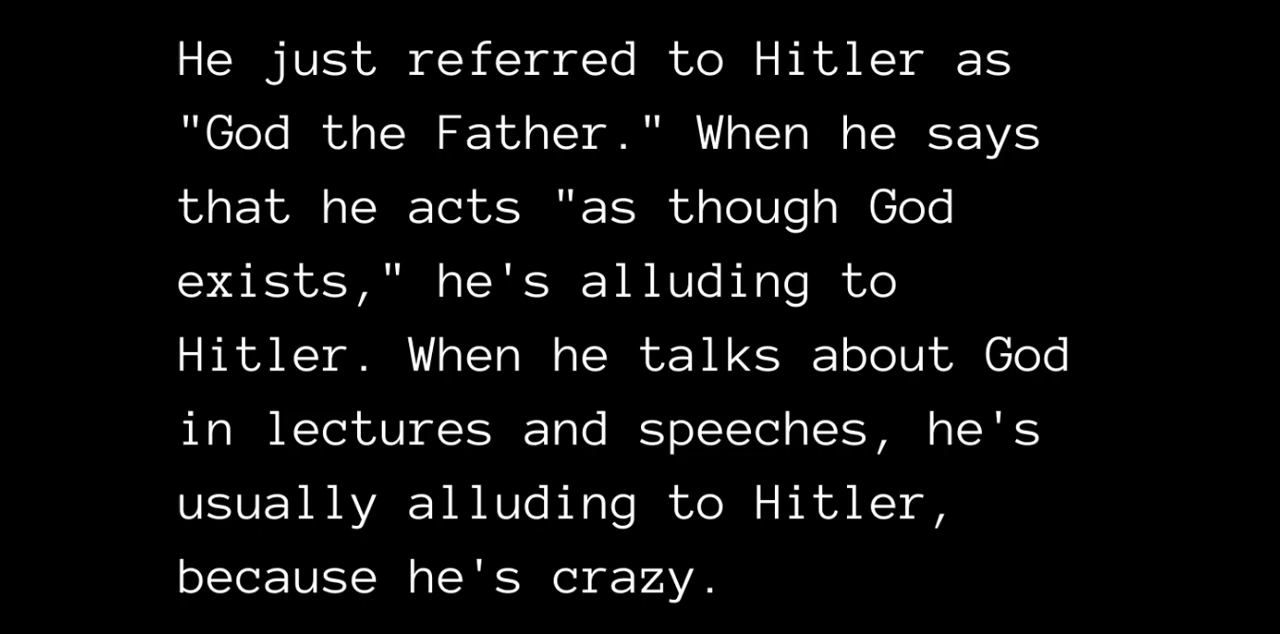 He just referred to Hitler as
"God the Father." When he says
that he acts "as though God
exists," he's alluding to
Hitler. When he talks about God
in lectures and speeches, he's
usually alluding to Hitler,
because he's crazy.